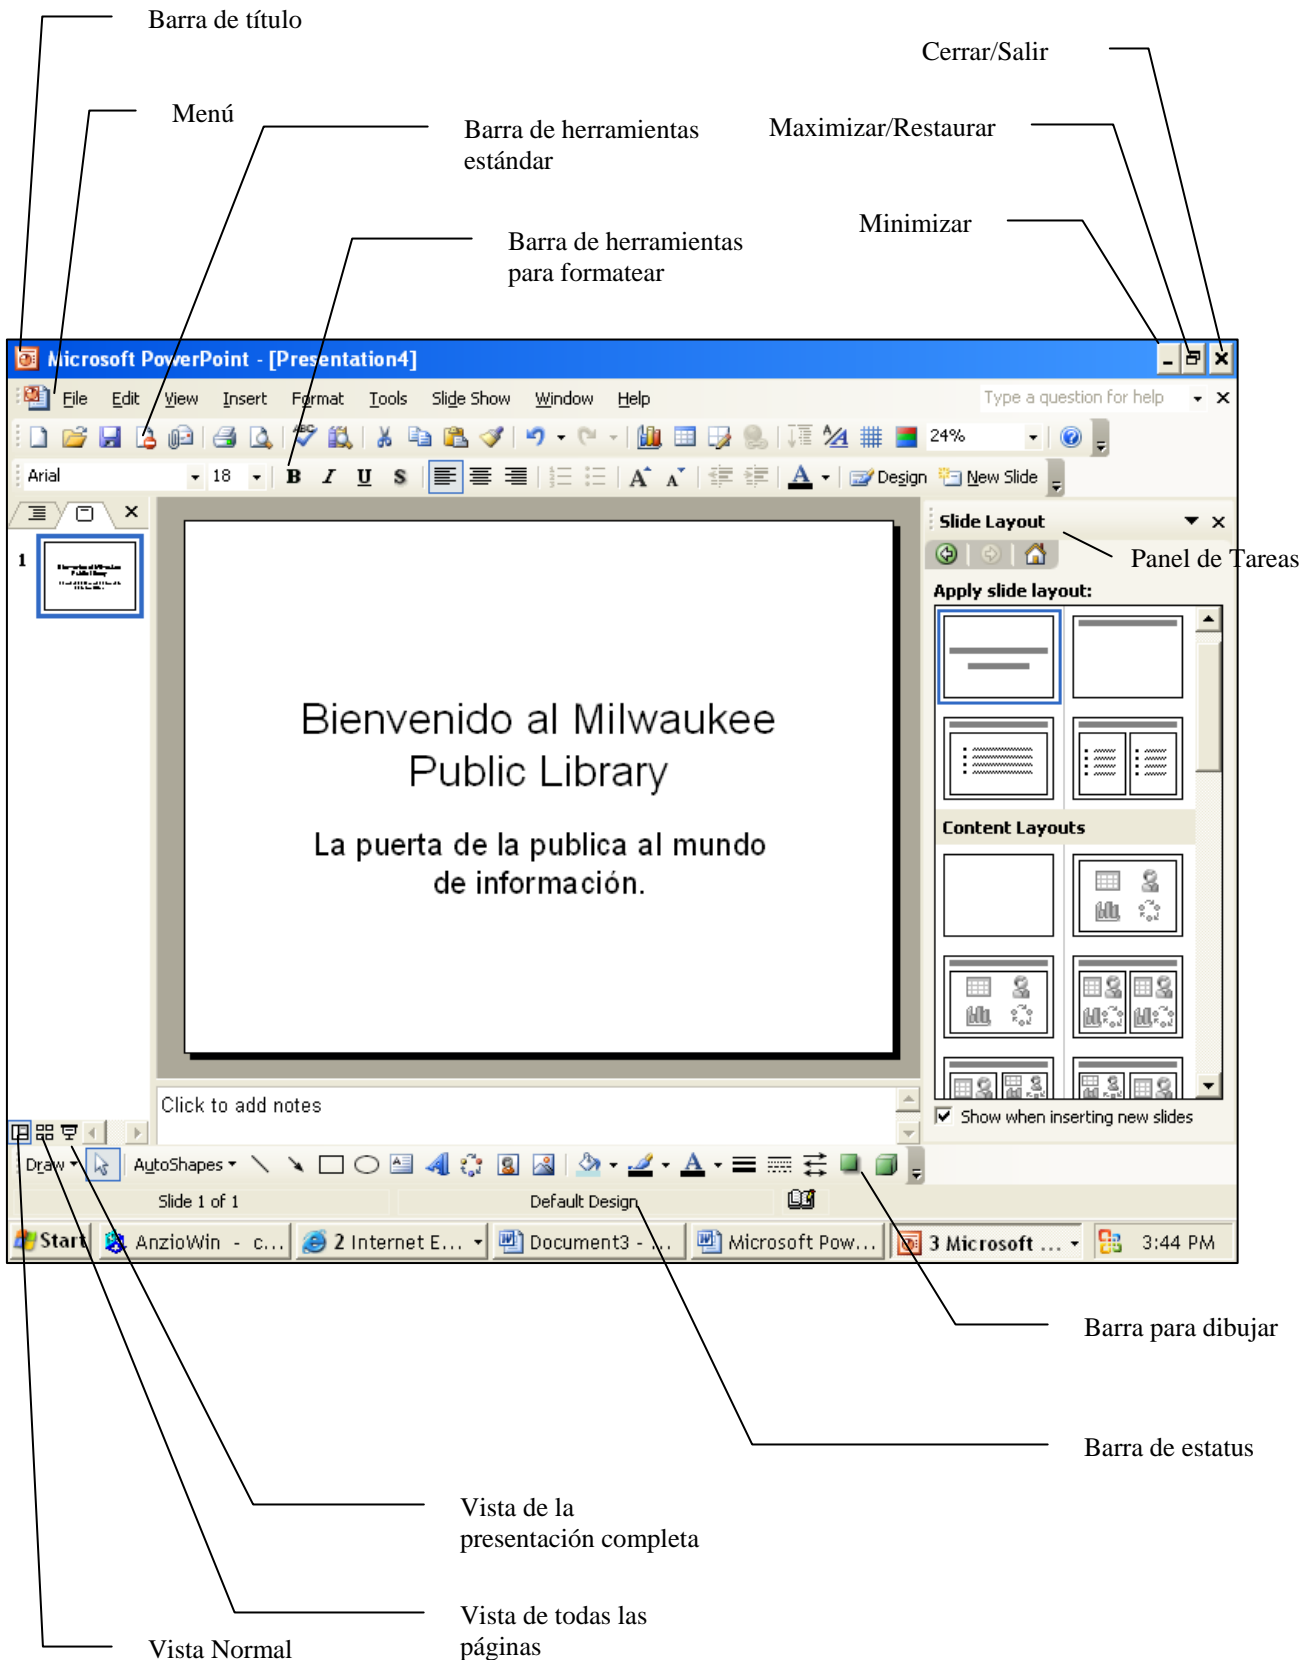 Barra de título
Cerrar/Salir
Menú
Barra de herramientas
estándar
Maximizar/Restaurar
Minimizar
Barra de herramientas
para formatear
Microsoft PowerPoint - [Presentation4]
File Edit View Insert Format Tools Slide Show Window Help Type a question for help
24%
Arial 18 B I U S A A A Design New Slide
Slide Layout
Panel de Tareas
1
Apply slide layout:
Bienvenido al Milwaukee
Public Library
La puerta de la publica al mundo
de información.
Content Layouts
Click to add notes
Show when inserting new slides
Draw AutoShapes A
Slide 1 of 1 Default Design
Start AnzioWin - c... 2 Internet E... Document3 - ... Microsoft Pow... 3 Microsoft ... 3:44 PM
Barra para dibujar
Barra de estatus
Vista de la
presentación completa
Vista de todas las
páginas
Vista Normal